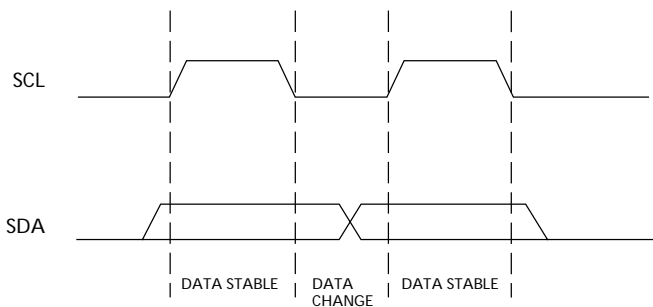 SCL
SDA
DATA STABLE
DATA
CHANGE
DATA STABLE